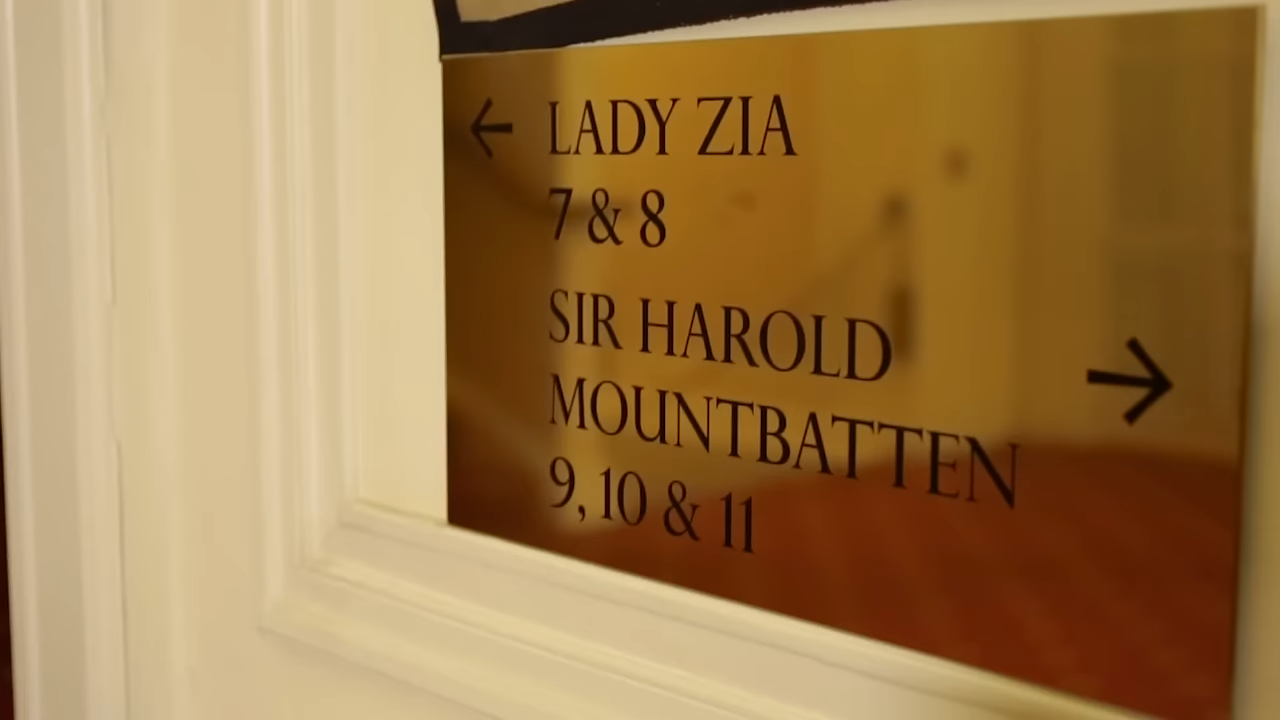 ← LADY ZIA
7 & 8
SIR HAROLD
MOUNTBATTEN →
9, 10 & 11